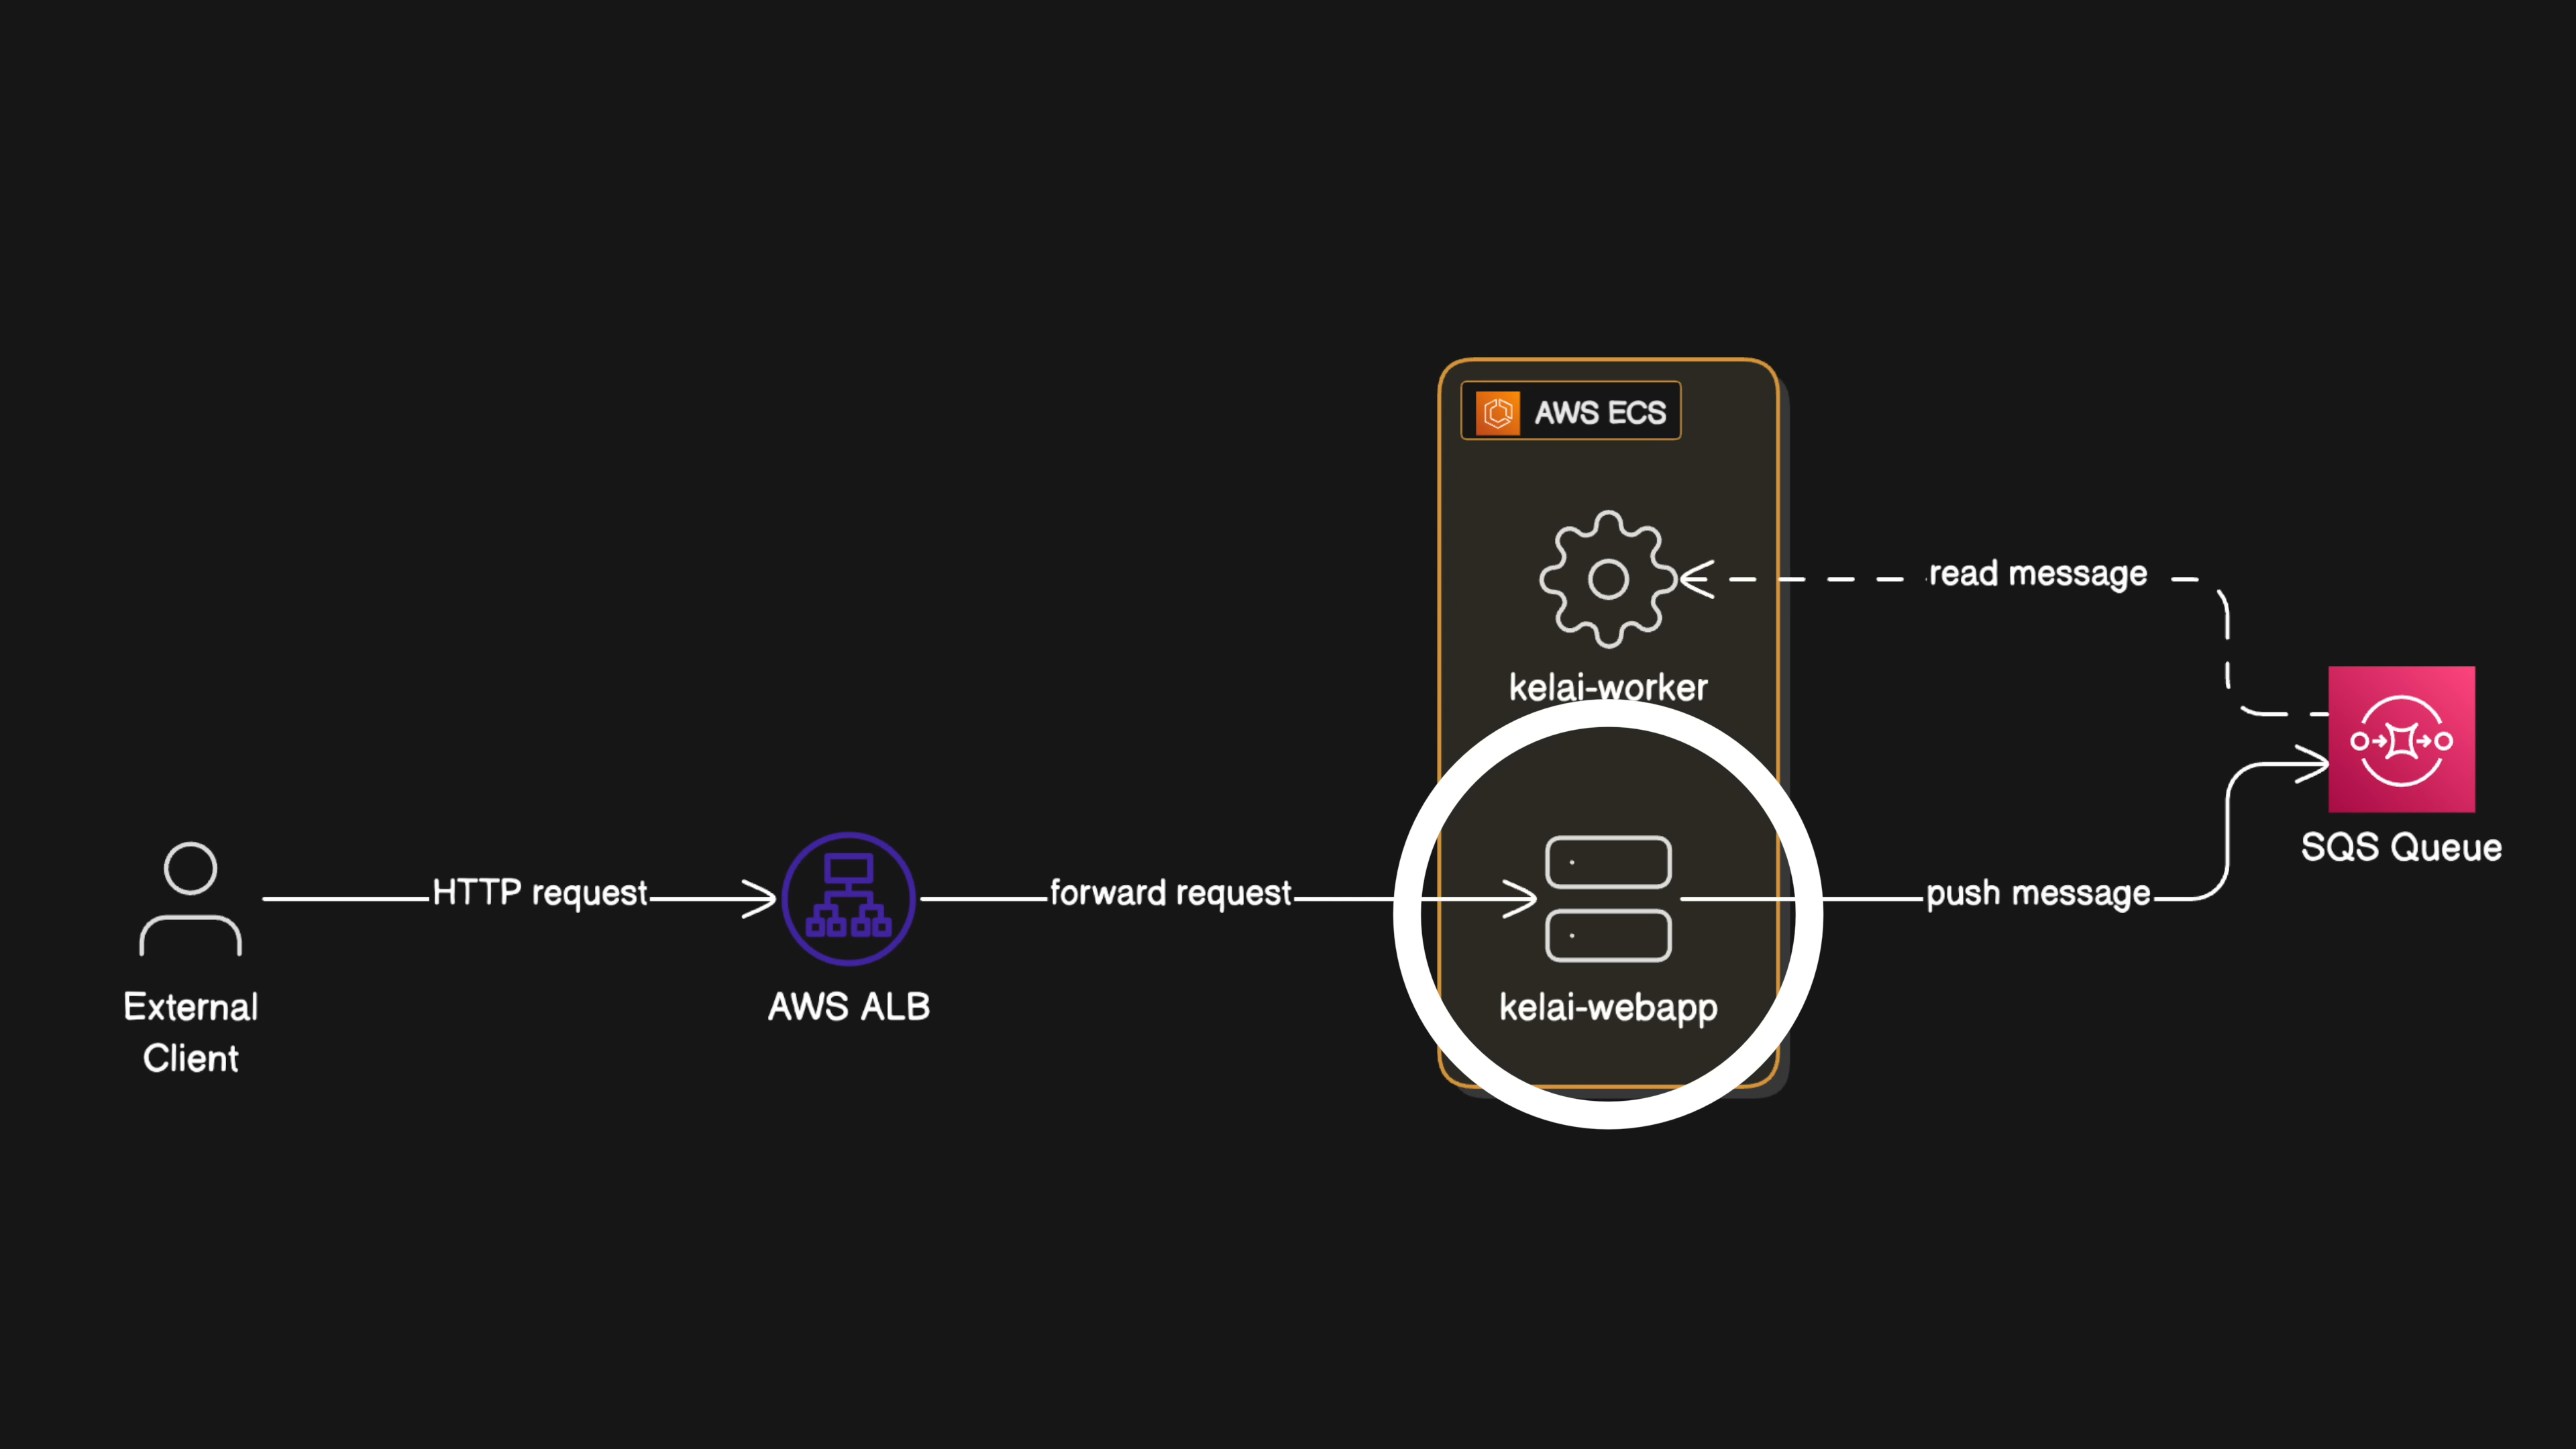 AWS ECS
read message
kelai-worker
SQS Queue
HTTP request
forward request
push message
External
Client
AWS ALB
kelai-webapp